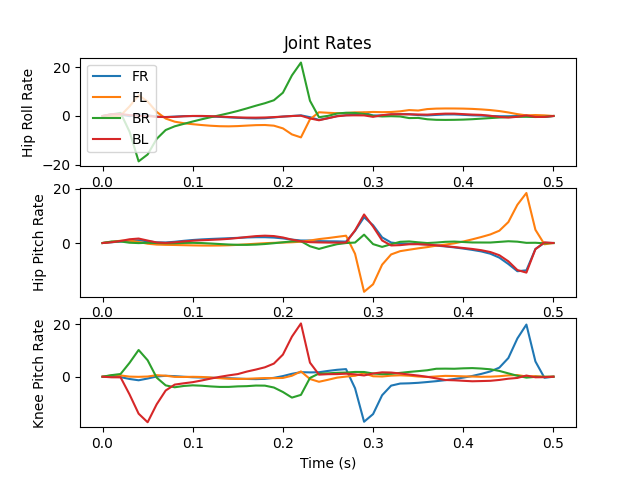 Joint Rates
Hip Roll Rate
20
0
−20
FR
FL
BR
BL
0.0 0.1 0.2 0.3 0.4 0.5
Hip Pitch Rate
20
0
0.0 0.1 0.2 0.3 0.4 0.5
Knee Pitch Rate
20
0
0.0 0.1 0.2 0.3 0.4 0.5
Time (s)